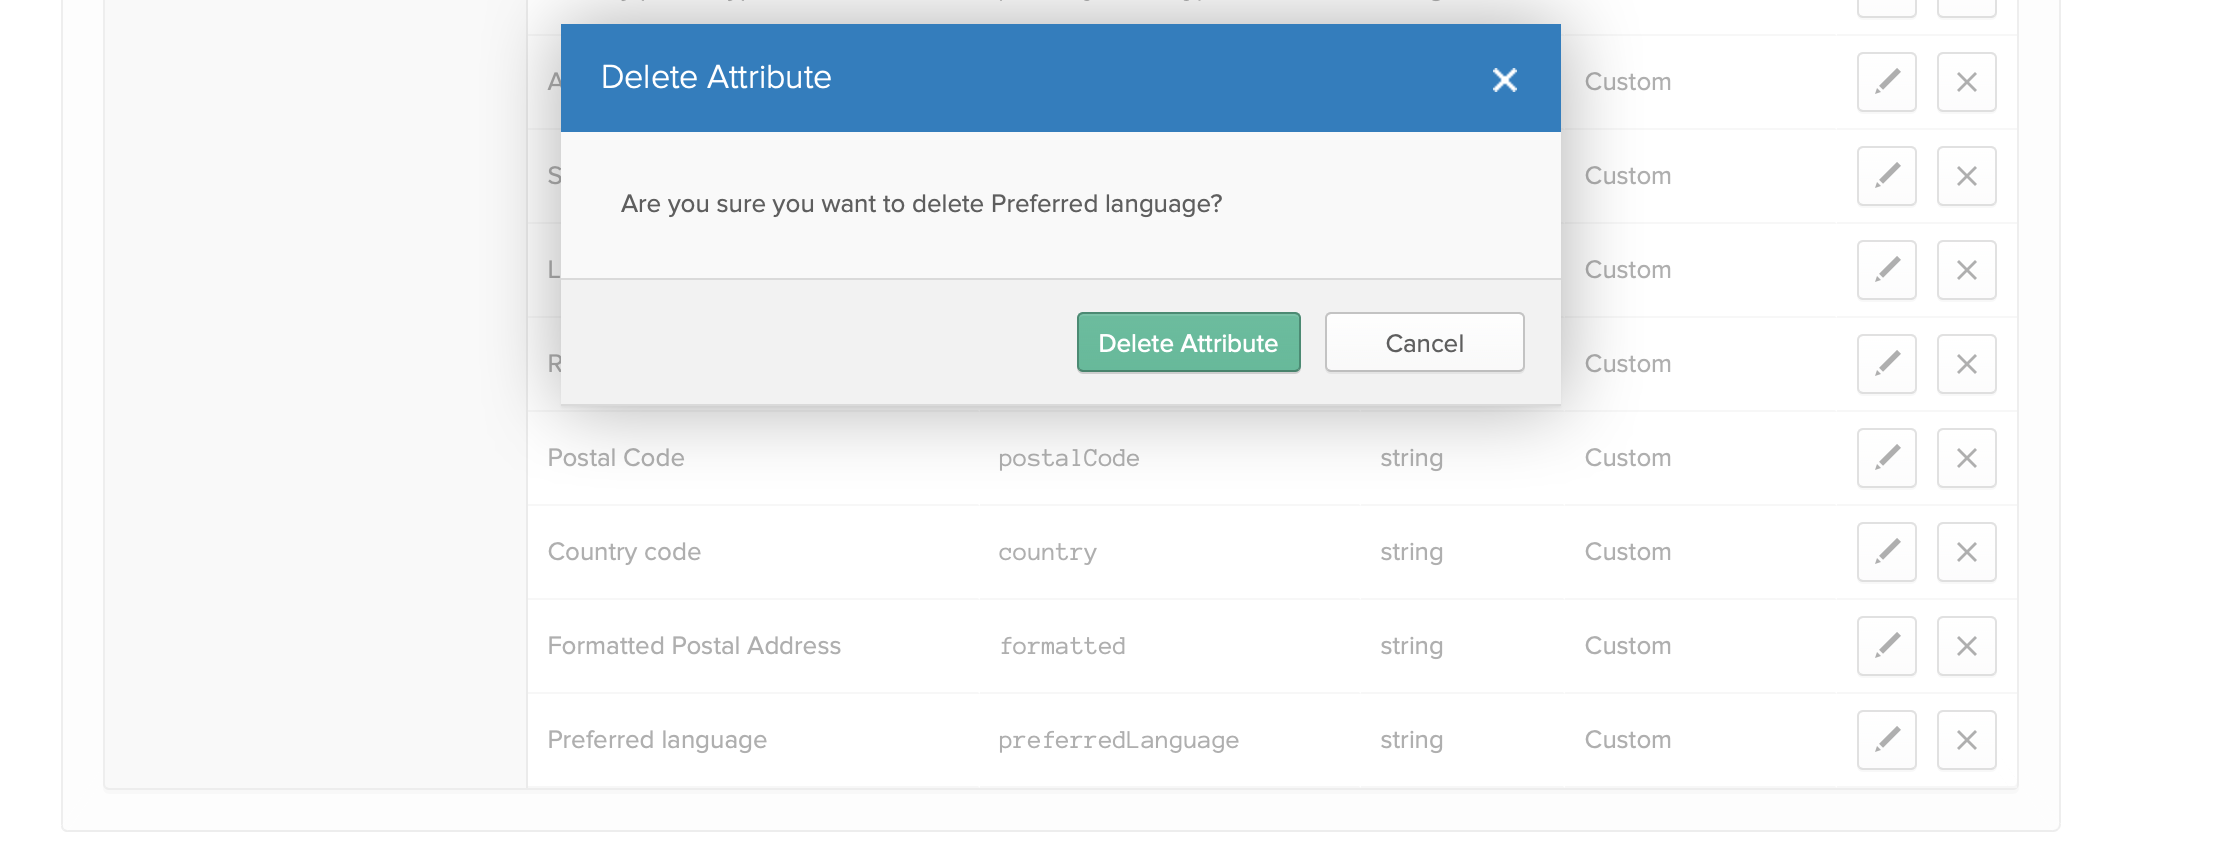 Delete Attribute
Are you sure you want to delete Preferred language?
Delete Attribute Cancel
Custom
Custom
Custom
Custom
Postal Code postalCode string Custom
Country code country string Custom
Formatted Postal Address formatted string Custom
Preferred language preferredLanguage string Custom